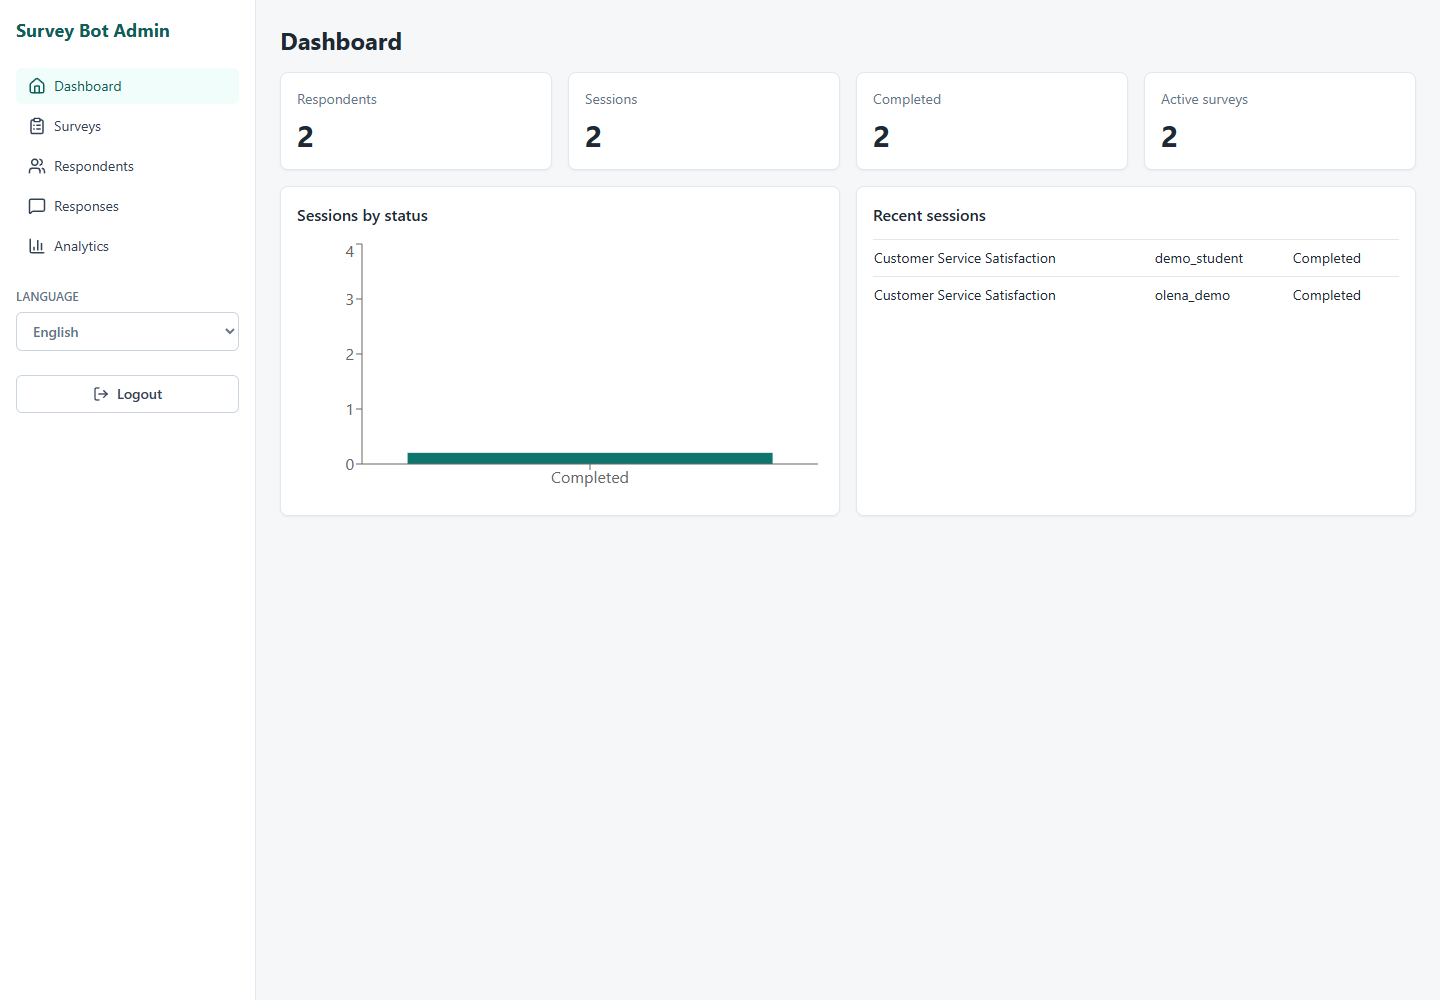 Survey Bot Admin
Dashboard
Surveys
Respondents
Responses
Analytics
LANGUAGE
English
Logout
Dashboard
Respondents
2
Sessions
2
Completed
2
Active surveys
2
Sessions by status
4
3
2
1
0
Completed
Recent sessions
Customer Service Satisfaction demo_student Completed
Customer Service Satisfaction olena_demo Completed